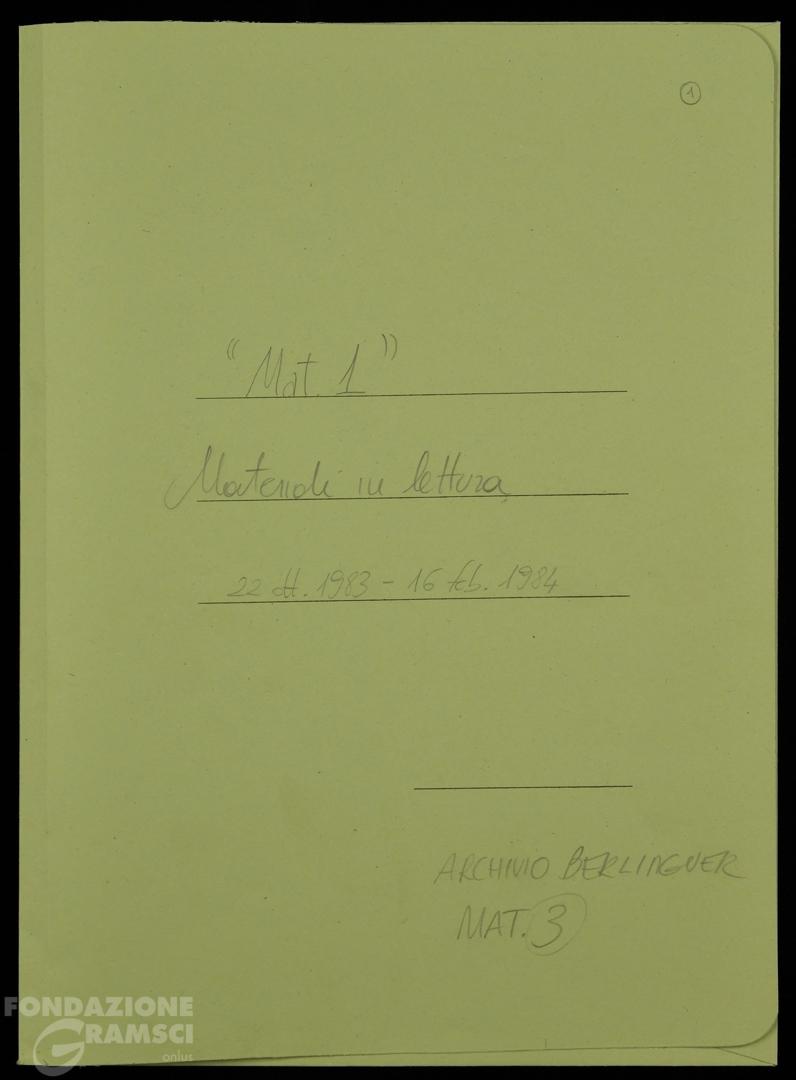 1
"Mat. 1"
Materiali in lettura
22 ott. 1983 - 16 feb. 1984
ARCHIVIO BERLINGUER
MAT. 3
FONDAZIONE
GRAMSCI
onlus